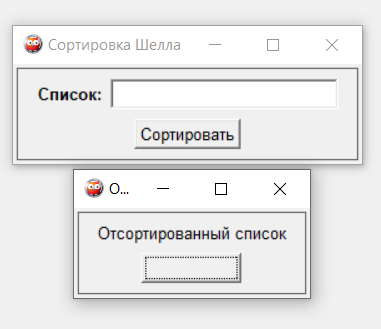 Сортировка Шелла
Список:
Сортировать
О...
Отсортированный список